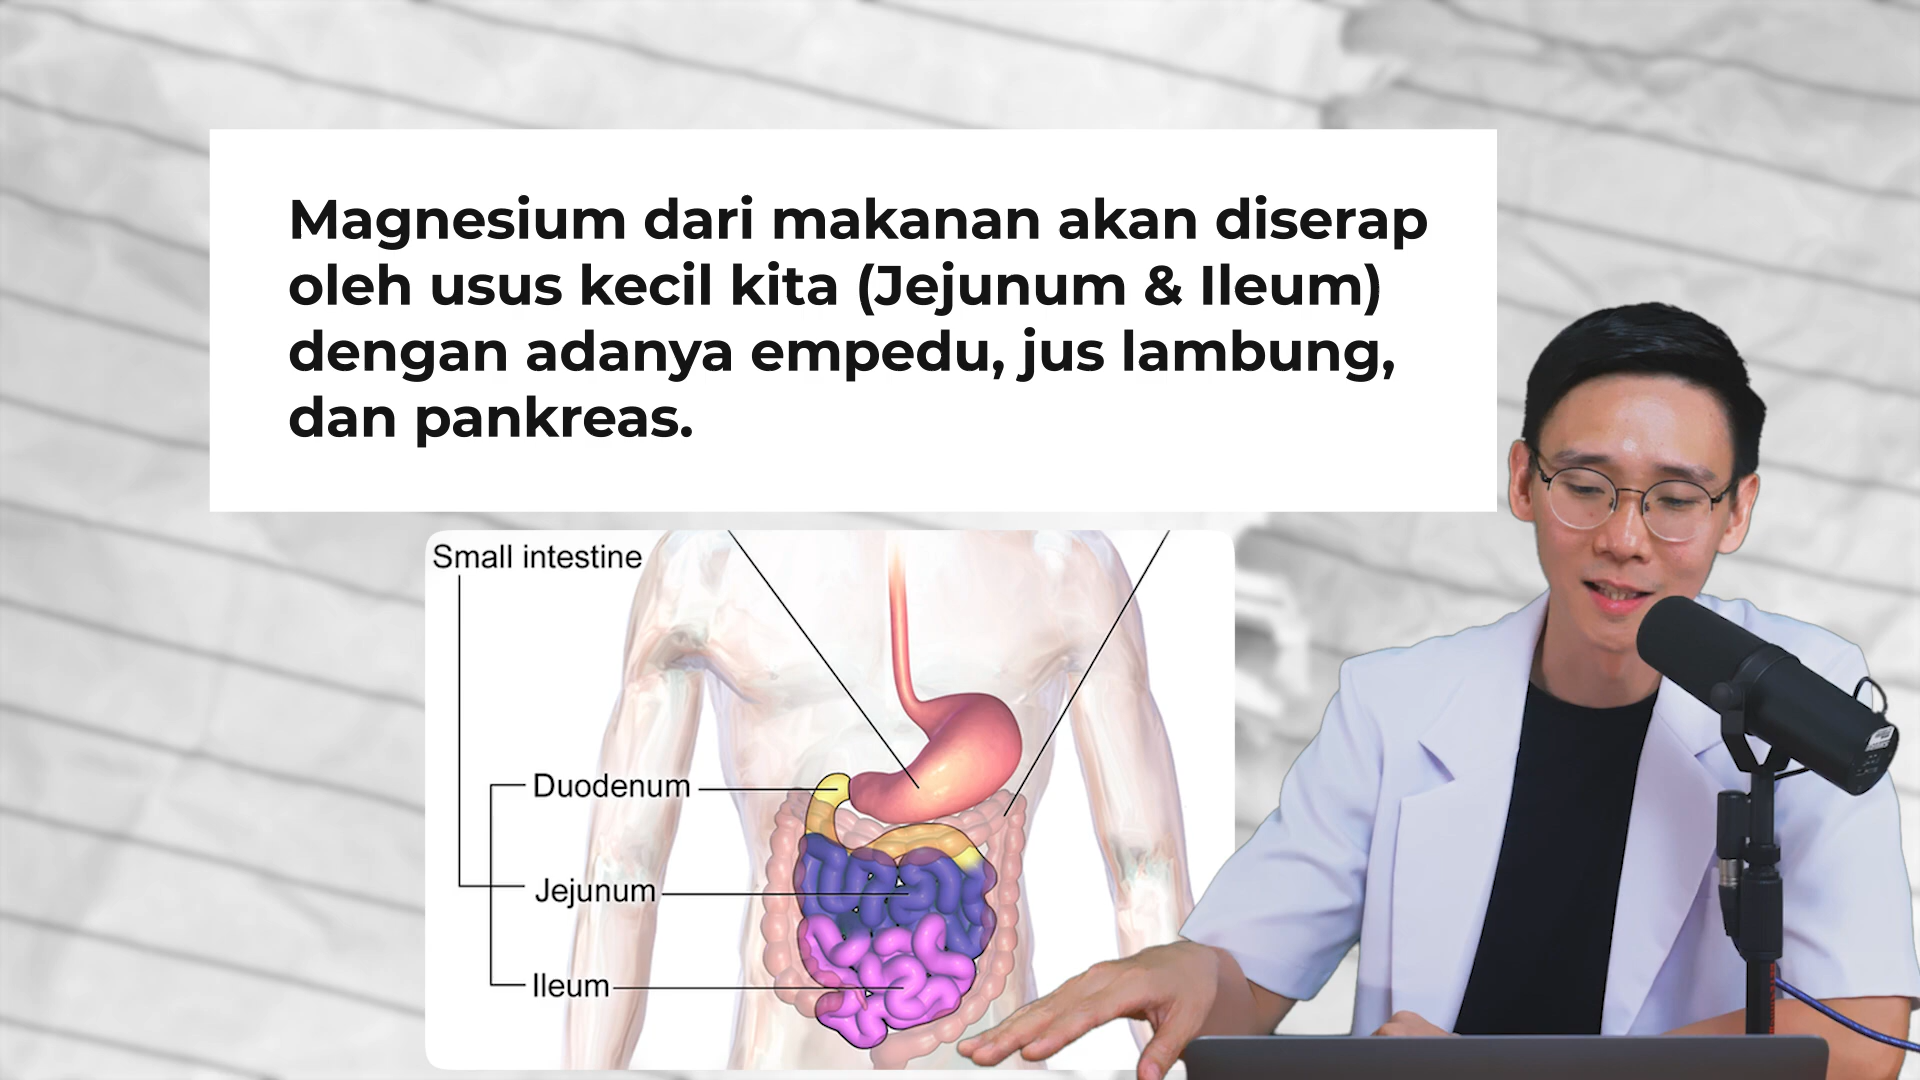 Magnesium dari makanan akan diserap
oleh usus kecil kita (Jejunum & Ileum)
dengan adanya empedu, jus lambung,
dan pankreas.
Small intestine
Duodenum
Jejunum
Ileum